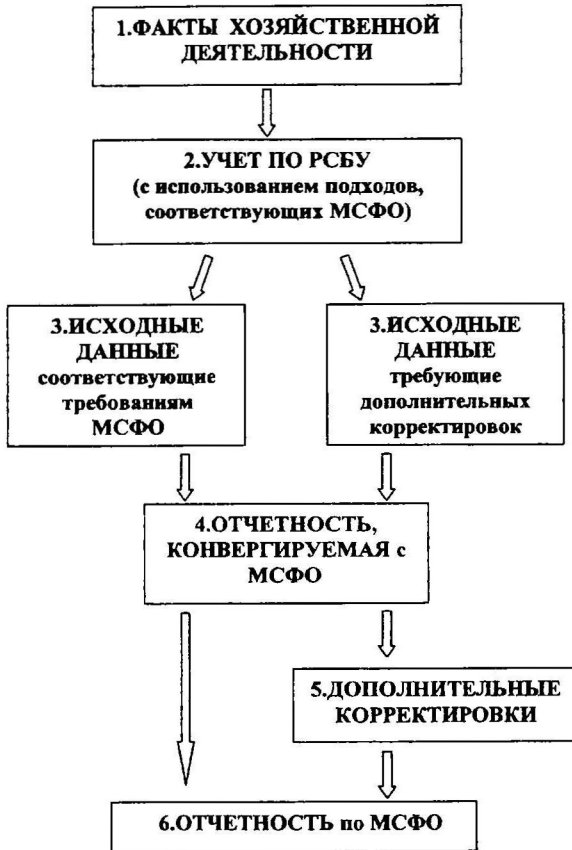 1.ФАКТЫ ХОЗЯЙСТВЕННОЙ
ДЕЯТЕЛЬНОСТИ
2.УЧЕТ ПО РСБУ
(с использованием подходов,
соответствующих МСФО)
3.ИСХОДНЫЕ
ДАННЫЕ
соответствующие
требованиям
МСФО
3.ИСХОДНЫЕ
ДАННЫЕ
требующие
дополнительных
корректировок
4.ОТЧЕТНОСТЬ,
КОНВЕРГИРУЕМАЯ с
МСФО
5.ДОПОЛНИТЕЛЬНЫЕ
КОРРЕКТИРОВКИ
6.ОТЧЕТНОСТЬ по МСФО